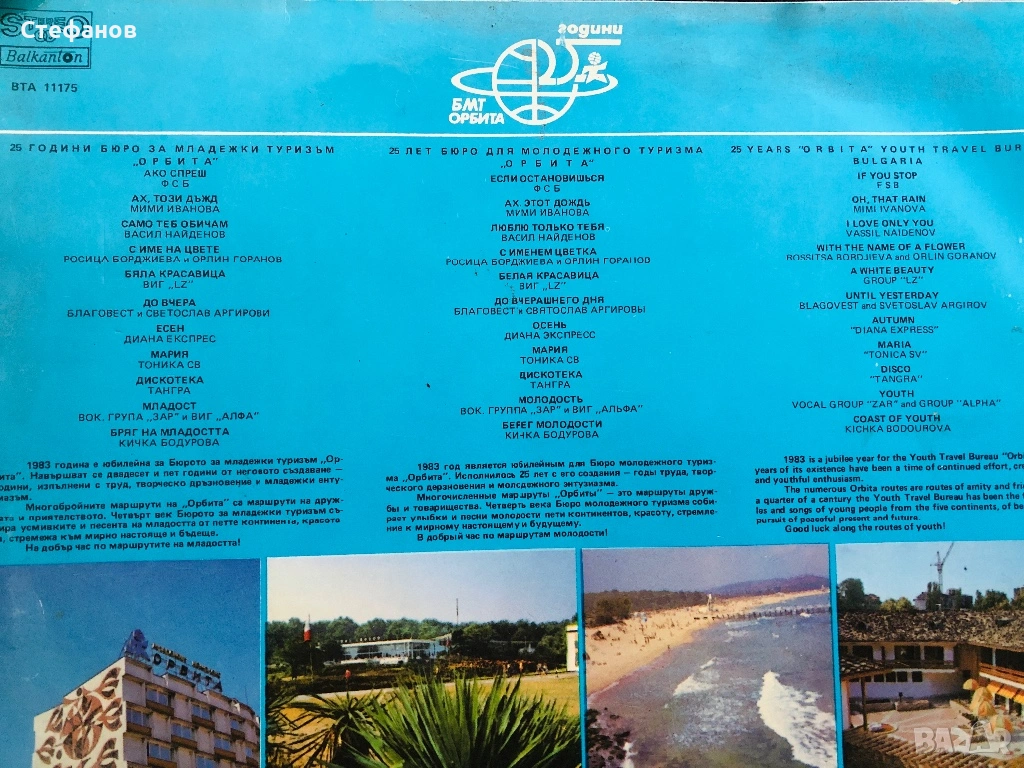 Стефанов
STEREO
Balkanton
ВТА 11175
години
25
БМТ
ОРБИТА
25 ГОДИНИ БЮРО ЗА МЛАДЕЖКИ ТУРИЗЪМ
„ОРБИТА"
АКО СПРЕШ
ФСБ
АХ, ТОЗИ ДЪЖД
МИМИ ИВАНОВА
САМО ТЕБ ОБИЧАМ
ВАСИЛ НАЙДЕНОВ
С ИМЕ НА ЦВЕТЕ
РОСИЦА БОРДЖИЕВА и ОРЛИН ГОРАНОВ
БЯЛА КРАСАВИЦА
ВИГ „LZ"
ДО ВЧЕРА
БЛАГОВЕСТ и СВЕТОСЛАВ АРГИРОВИ
ЕСЕН
ДИАНА ЕКСПРЕС
МАРИЯ
ТОНИКА СВ
ДИСКОТЕКА
ТАНГРА
МЛАДОСТ
ВОК. ГРУПА „ЗАР" и ВИГ „АЛФА"
БРЯГ НА МЛАДОСТТА
КИЧКА БОДУРОВА
1983 година е юбилейна за Бюрото за младежки туризъм „Ор-
бита". Навършват се двадесет и пет години от неговото създаване –
години, изпълнени с труд, творческо дръзновение и младежки енту-
зиазъм.
Многобройните маршрути на „Орбита" са маршрути на друж-
бата и приятелството. Четвърт век Бюрото за младежки туризъм съ-
бира усмивките и песента на младостта от петте континента, красото
, стремежа към мирно настояще и бъдеще.
На добър час по маршрутите на младостта!
25 ЛЕТ БЮРО ДЛЯ МОЛОДЕЖНОГО ТУРИЗМА
„ОРБИТА"
ЕСЛИ ОСТАНОВИШЬСЯ
ФСБ
АХ, ЭТОТ ДОЖДЬ
МИМИ ИВАНОВА
ЛЮБЛЮ ТОЛЬКО ТЕБЯ
ВАСИЛ НАЙДЕНОВ
С ИМЕНЕМ ЦВЕТКА
РОСИЦА БОРДЖИЕВА и ОРЛИН ГОРАНОВ
БЕЛАЯ КРАСАВИЦА
ВИГ „LZ"
ДО ВЧЕРАШНЕГО ДНЯ
БЛАГОВЕСТ и СВЯТОСЛАВ АРГИРОВЫ
ОСЕНЬ
ДИАНА ЭКСПРЕСС
МАРИЯ
ТОНИКА СВ
ДИСКОТЕКА
ТАНГРА
МОЛОДОСТЬ
ВОК. ГРУППА „ЗАР" и ВИГ „АЛЬФА"
БЕРЕГ МОЛОДОСТИ
КИЧКА БОДУРОВА
1983 год является юбилейным для Бюро молодежного туриз-
ма „Орбита". Исполнилось 25 лет с его создания – годы труда, твор-
ческого дерзновения и молодежного энтузиазма.
Многочисленные маршруты „Орбиты" – это маршруты друж-
бы и товарищества. Четверть века Бюро молодежного туризма соби-
рает улыбки и песни молодости пяти континентов, красоту, стремле-
ние к мирному настоящему и будущему.
В добрый час по маршрутам молодости!
25 YEARS "ORBITA" YOUTH TRAVEL BUR
BULGARIA
IF YOU STOP
FSB
OH, THAT RAIN
MIMI IVANOVA
I LOVE ONLY YOU
VASSIL NAIDENOV
WITH THE NAME OF A FLOWER
ROSSITSA BORDJIEVA and ORLIN GORANOV
A WHITE BEAUTY
GROUP "LZ"
UNTIL YESTERDAY
BLAGOVEST and SVETOSLAV ARGIROV
AUTUMN
"DIANA EXPRESS"
MARIA
"TONICA SV"
DISCO
"TANGRA"
YOUTH
VOCAL GROUP "ZAR" and GROUP "ALPHA"
COAST OF YOUTH
KICHKA BODOUROVA
1983 is a jubilee year for the Youth Travel Bureau "Orb
years of its existence have been a time of continued effort, cr
and youthful enthusiasm.
The numerous Orbita routes are routes of amity and frie
a quarter of a century the Youth Travel Bureau has been the
les and songs of young people from the five continents, of be
pursuit of peaceful present and future.
Good luck along the routes of youth!
ОРБИТА
BAZAR